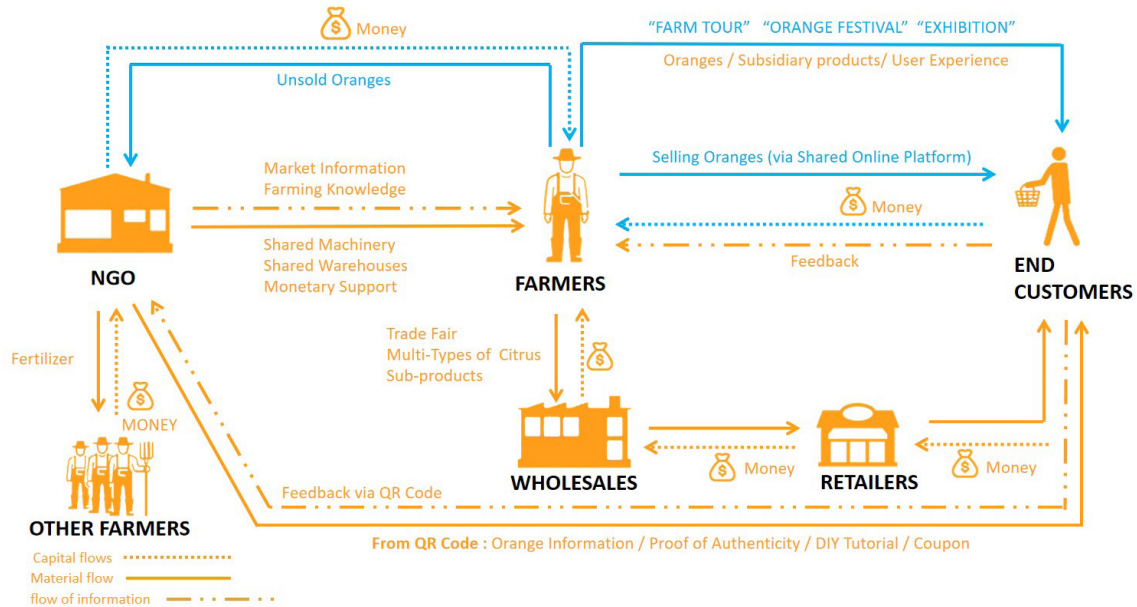 Money
“FARM TOUR” “ORANGE FESTIVAL” “EXHIBITION”
Oranges / Subsidiary products/ User Experience
Unsold Oranges
Market Information
Farming Knowledge
Selling Oranges (via Shared Online Platform)
Money
Shared Machinery
Shared Warehouses
Monetary Support
Feedback
NGO
FARMERS
END
CUSTOMERS
Fertilizer
MONEY
Trade Fair
Multi-Types of Citrus
Sub-products
WHOLESALES
Money
RETAILERS
Money
Feedback via QR Code
OTHER FARMERS
From QR Code : Orange Information / Proof of Authenticity / DIY Tutorial / Coupon
Capital flows
Material flow
flow of information